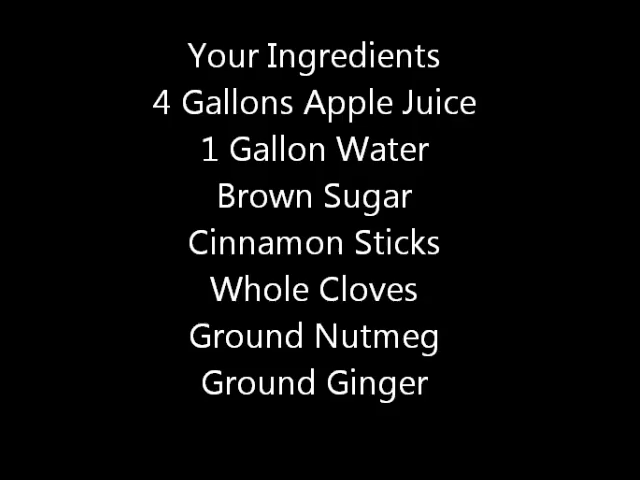 Your Ingredients
4 Gallons Apple Juice
1 Gallon Water
Brown Sugar
Cinnamon Sticks
Whole Cloves
Ground Nutmeg
Ground Ginger